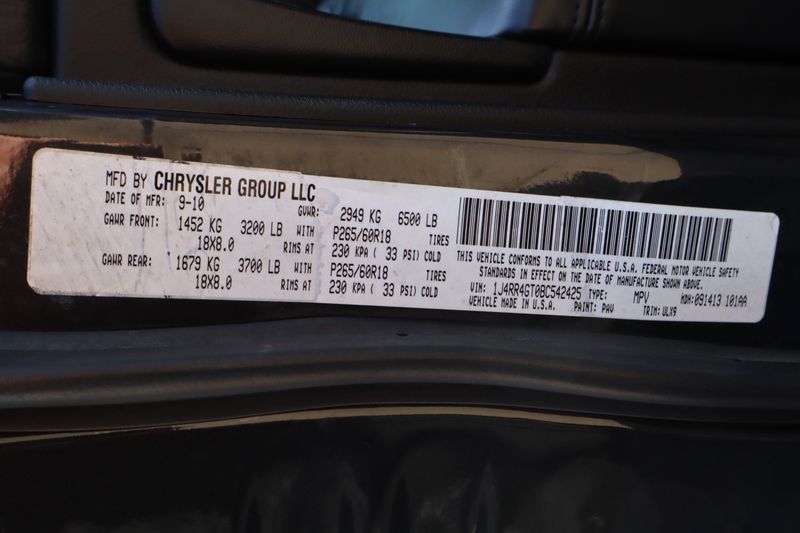 MFD BY CHRYSLER GROUP LLC
DATE OF MFR: 9-10 GVWR: 2949 KG 6500 LB
GAWR FRONT: 1452 KG 3200 LB WITH P265/60R18 TIRES
18X8.0 RIMS AT 230 KPA ( 33 PSI) COLD
GAWR REAR: 1679 KG 3700 LB WITH P265/60R18 TIRES
18X8.0 RIMS AT 230 KPA ( 33 PSI) COLD
THIS VEHICLE CONFORMS TO ALL APPLICABLE U.S.A. FEDERAL MOTOR VEHICLE SAFETY
STANDARDS IN EFFECT ON THE DATE OF MANUFACTURE SHOWN ABOVE.
VIN: 1J4RR4GT0BC542425 TYPE: MPV MDH: 091413 101AA
VEHICLE MADE IN U.S.A. PAINT: PAV TRIM: ULX9